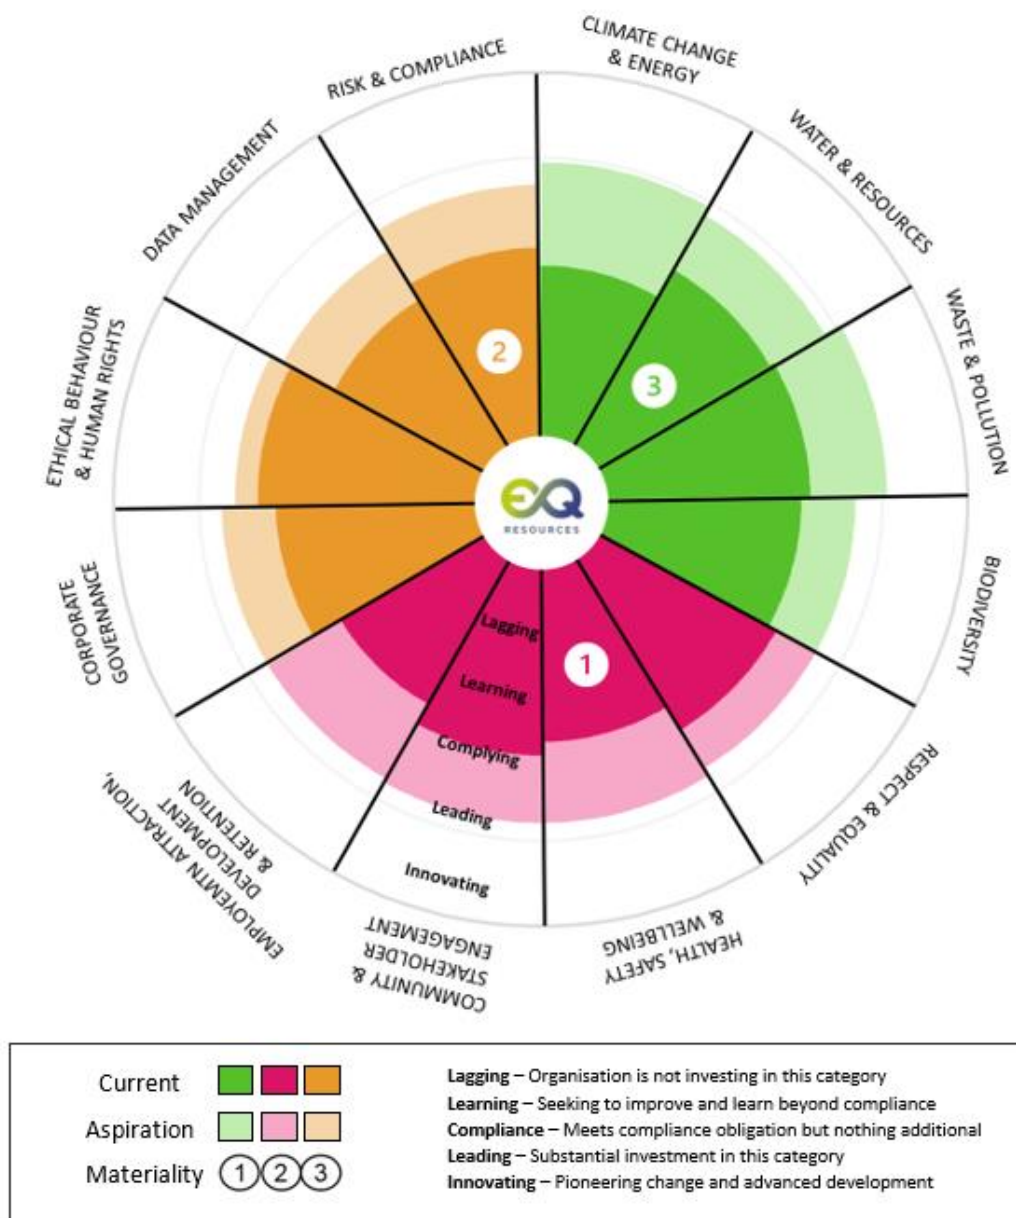 RISK & COMPLIANCE
CLIMATE CHANGE
& ENERGY
WATER & RESOURCES
WASTE & POLLUTION
BIODIVERSITY
RESPECT & EQUALITY
HEALTH, SAFETY
& WELLBEING
COMMUNITY &
STAKEHOLDER
ENGAGEMENT
EMPLOYEMTN ATTRACTION,
DEVELOPMENT
& RETENTION
CORPORATE
GOVERNANCE
ETHICAL BEHAVIOUR
& HUMAN RIGHTS
DATA MANAGEMENT
2
3
EQ
RESOURCES
1
Lagging
Learning
Complying
Leading
Innovating
Current
Aspiration
Materiality 1 2 3
Lagging – Organisation is not investing in this category
Learning – Seeking to improve and learn beyond compliance
Compliance – Meets compliance obligation but nothing additional
Leading – Substantial investment in this category
Innovating – Pioneering change and advanced development